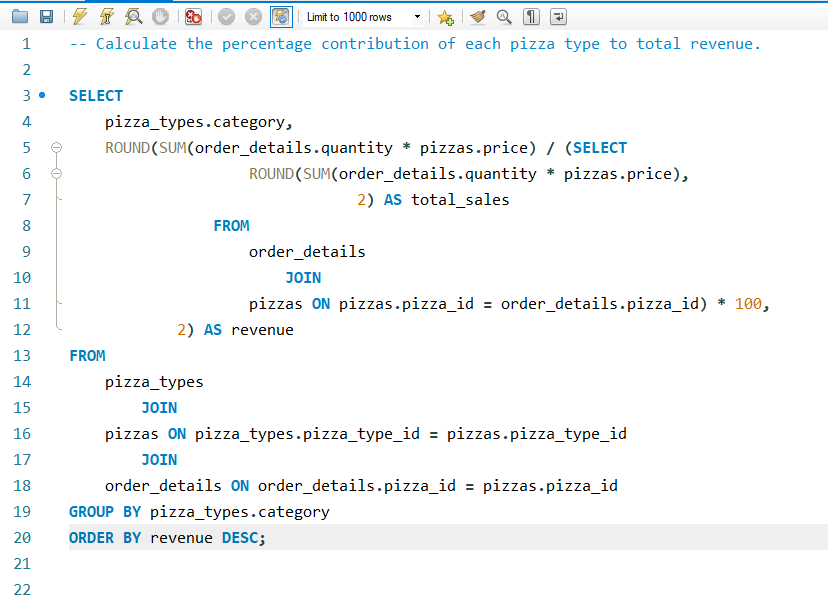 Limit to 1000 rows
1 -- Calculate the percentage contribution of each pizza type to total revenue.
2
3 SELECT
4 pizza_types.category,
5 ROUND(SUM(order_details.quantity * pizzas.price) / (SELECT
6 ROUND(SUM(order_details.quantity * pizzas.price),
7 2) AS total_sales
8 FROM
9 order_details
10 JOIN
11 pizzas ON pizzas.pizza_id = order_details.pizza_id) * 100,
12 2) AS revenue
13 FROM
14 pizza_types
15 JOIN
16 pizzas ON pizza_types.pizza_type_id = pizzas.pizza_type_id
17 JOIN
18 order_details ON order_details.pizza_id = pizzas.pizza_id
19 GROUP BY pizza_types.category
20 ORDER BY revenue DESC;
21
22